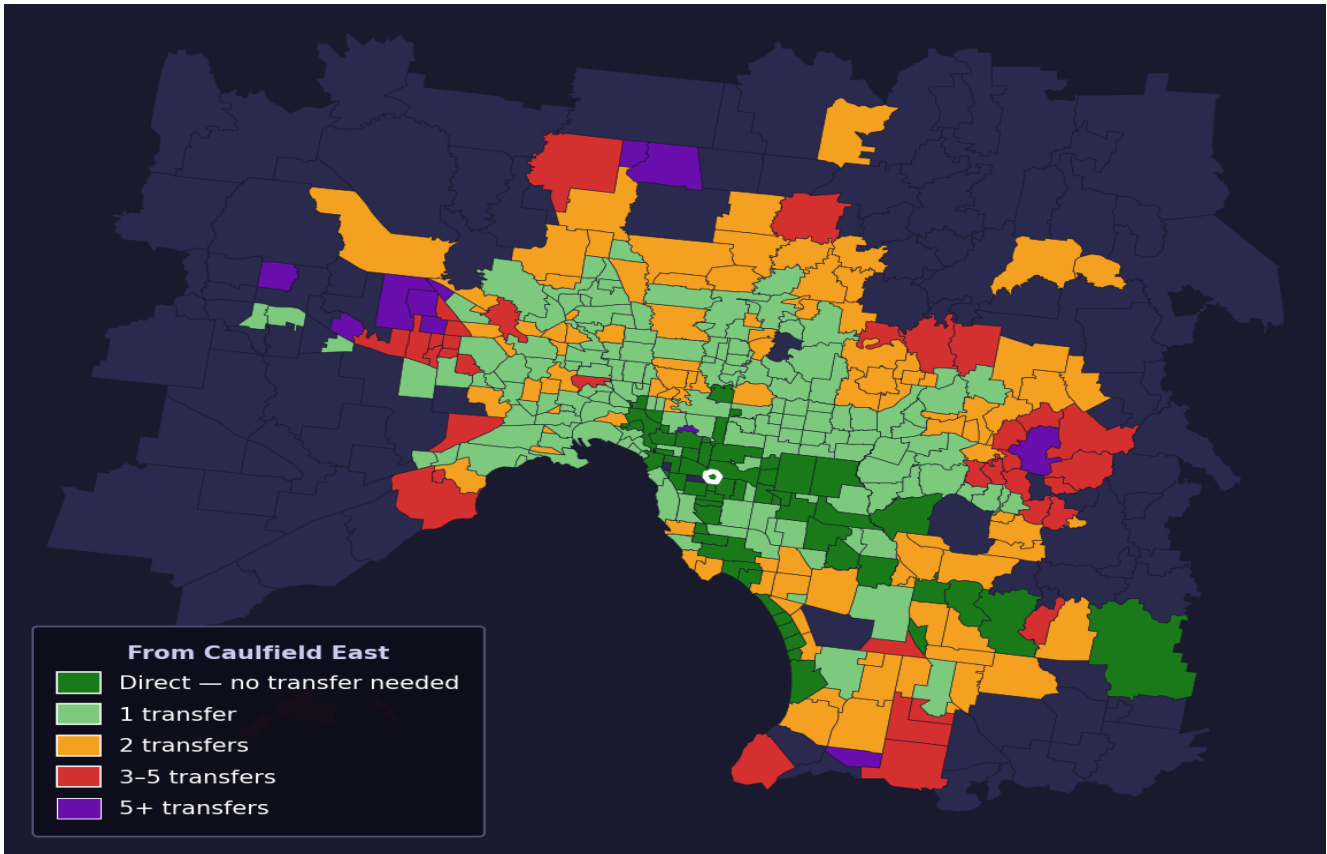 From Caulfield East
Direct — no transfer needed
1 transfer
2 transfers
3–5 transfers
5+ transfers